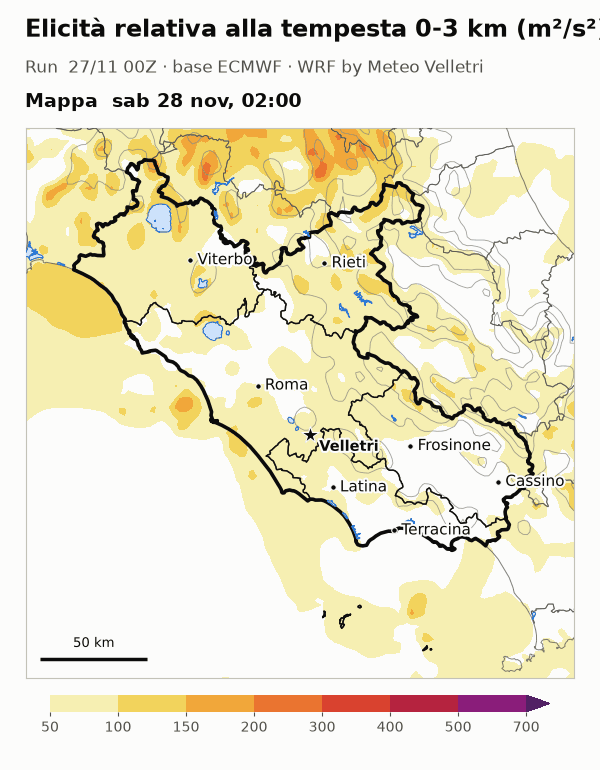 Elicità relativa alla tempesta 0-3 km (m²/s²)
Run 27/11 00Z · base ECMWF · WRF by Meteo Velletri
Mappa sab 28 nov, 02:00
Viterbo
Rieti
Roma
Velletri
Frosinone
Latina
Cassino
Terracina
50 km
50 100 150 200 300 400 500 700